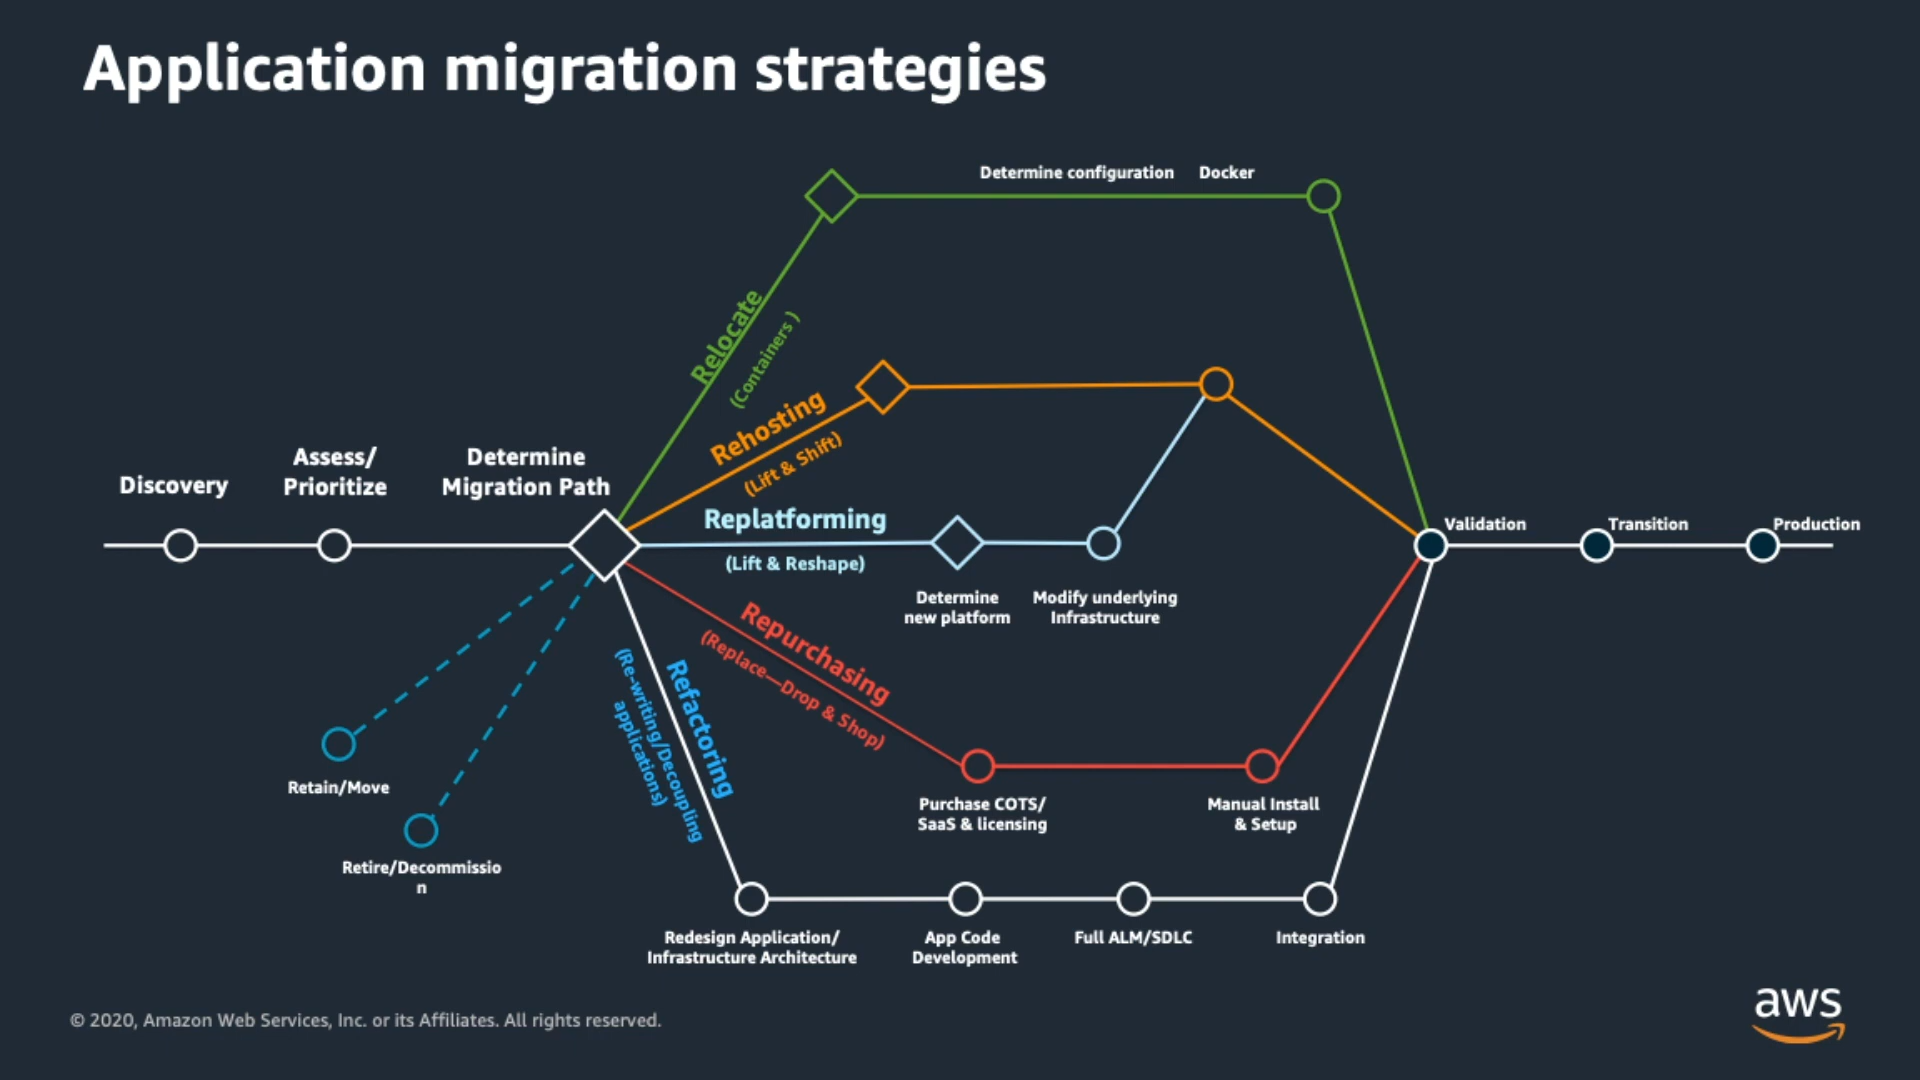 Application migration strategies
Determine configuration
Docker
Relocate
(Containers )
Rehosting
(Lift & Shift)
Discovery
Assess/
Prioritize
Determine
Migration Path
Replatforming
(Lift & Reshape)
Determine
new platform
Modify underlying
Infrastructure
Validation
Transition
Production
Repurchasing
(Replace—Drop & Shop)
Purchase COTS/
SaaS & licensing
Manual Install
& Setup
Refactoring
(Re-writing/Decoupling
applications)
Retain/Move
Retire/Decommissio
n
Redesign Application/
Infrastructure Architecture
App Code
Development
Full ALM/SDLC
Integration
© 2020, Amazon Web Services, Inc. or its Affiliates. All rights reserved.
aws